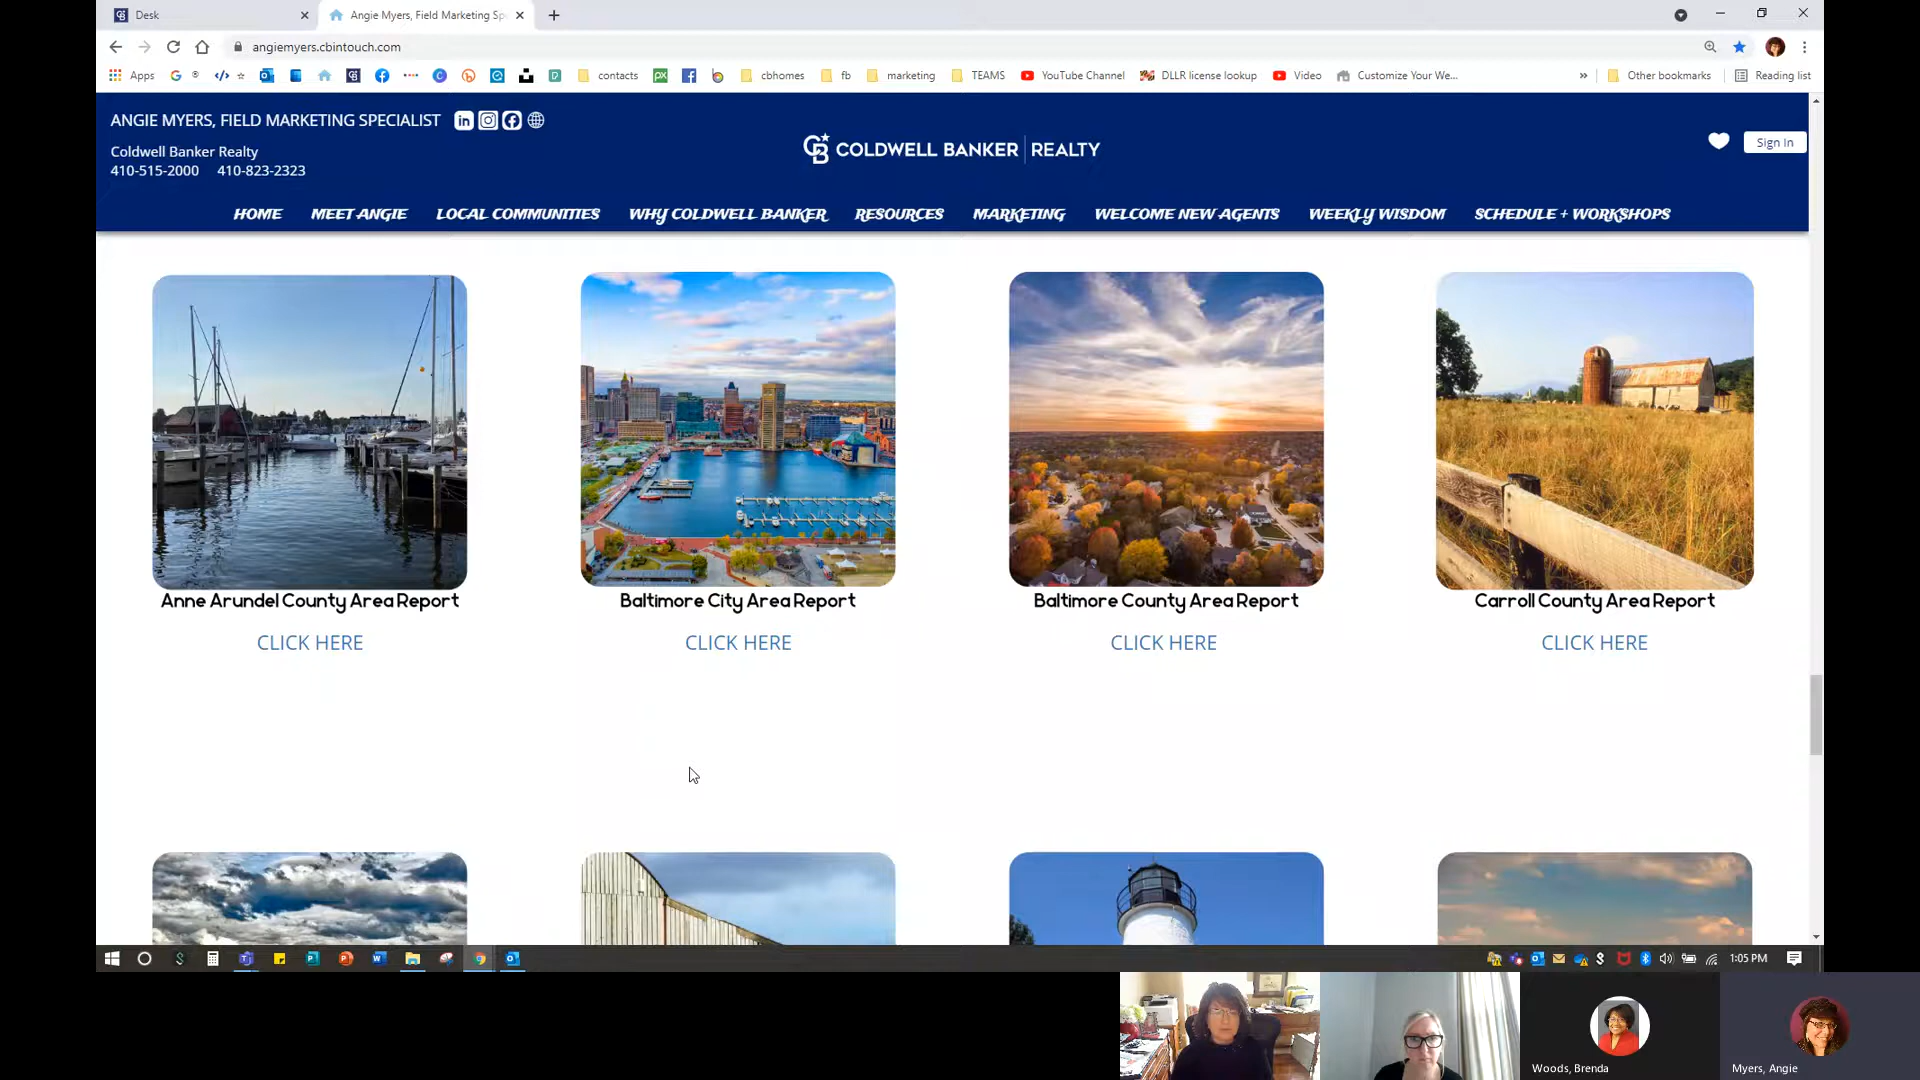 Desk
Angie Myers, Field Marketing Sp
angiemyers.cbintouch.com
Apps
contacts
cbhomes
fb
marketing
TEAMS
YouTube Channel
DLLR license lookup
Video
Customize Your We...
Other bookmarks
Reading list
ANGIE MYERS, FIELD MARKETING SPECIALIST
Coldwell Banker Realty
410-515-2000 410-823-2323
COLDWELL BANKER REALTY
Sign In
HOME MEET ANGIE LOCAL COMMUNITIES WHY COLDWELL BANKER RESOURCES MARKETING WELCOME NEW AGENTS WEEKLY WISDOM SCHEDULE + WORKSHOPS
Anne Arundel County Area Report
Baltimore City Area Report
Baltimore County Area Report
Carroll County Area Report
CLICK HERE
CLICK HERE
CLICK HERE
CLICK HERE
1:05 PM
Woods, Brenda
Myers, Angie